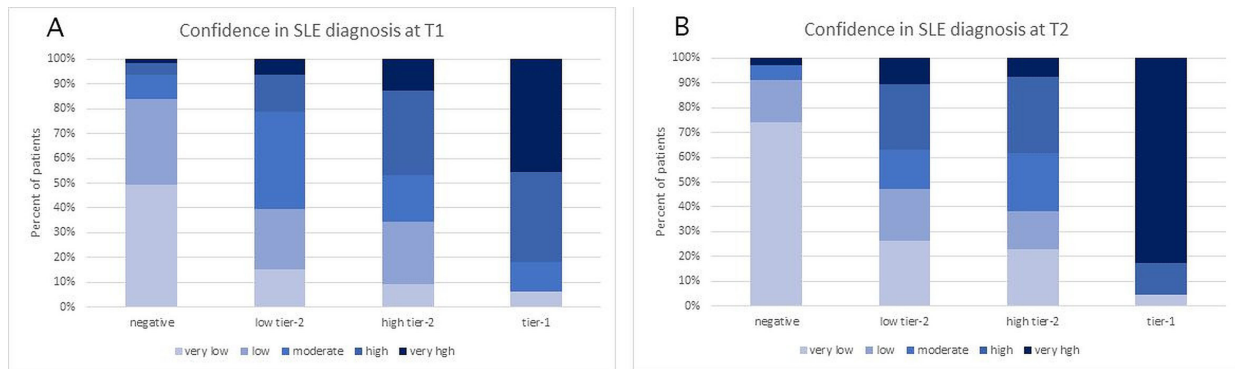 A
Confidence in SLE diagnosis at T1
Percent of patients
100%
90%
80%
70%
60%
50%
40%
30%
20%
10%
0%
negative low tier-2 high tier-2 tier-1
very low low moderate high very hgh
B
Confidence in SLE diagnosis at T2
Percent of patients
100%
90%
80%
70%
60%
50%
40%
30%
20%
10%
0%
negative low tier-2 high tier-2 tier-1
very low low moderate high very hgh